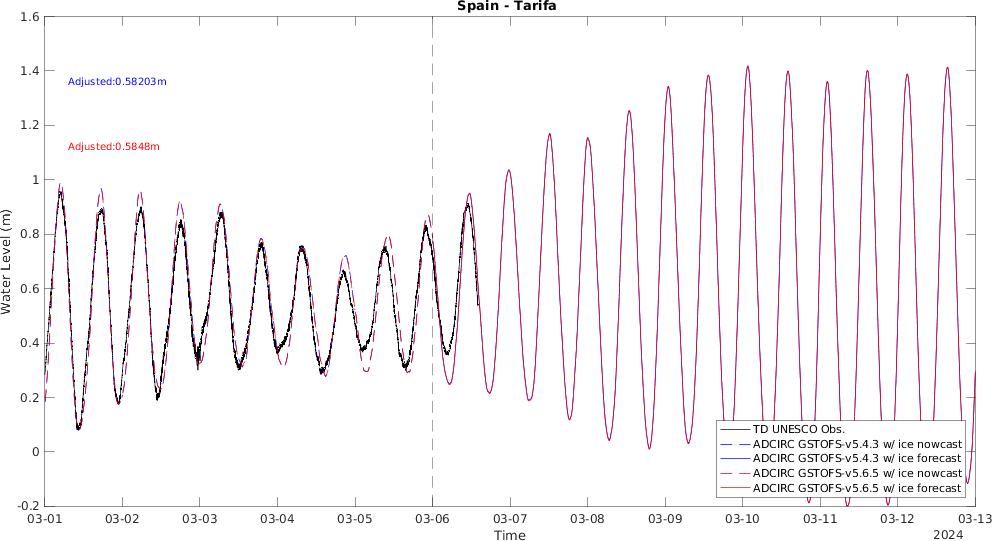 Spain - Tarifa
1.6
1.4
1.2
1
0.8
0.6
0.4
0.2
0
-0.2
Water Level (m)
Adjusted:0.58203m
Adjusted:0.5848m
TD UNESCO Obs.
ADCIRC GSTOFS-v5.4.3 w/ ice nowcast
ADCIRC GSTOFS-v5.4.3 w/ ice forecast
ADCIRC GSTOFS-v5.6.5 w/ ice nowcast
ADCIRC GSTOFS-v5.6.5 w/ ice forecast
03-01 03-02 03-03 03-04 03-05 03-06 03-07 03-08 03-09 03-10 03-11 03-12 03-13
Time
2024